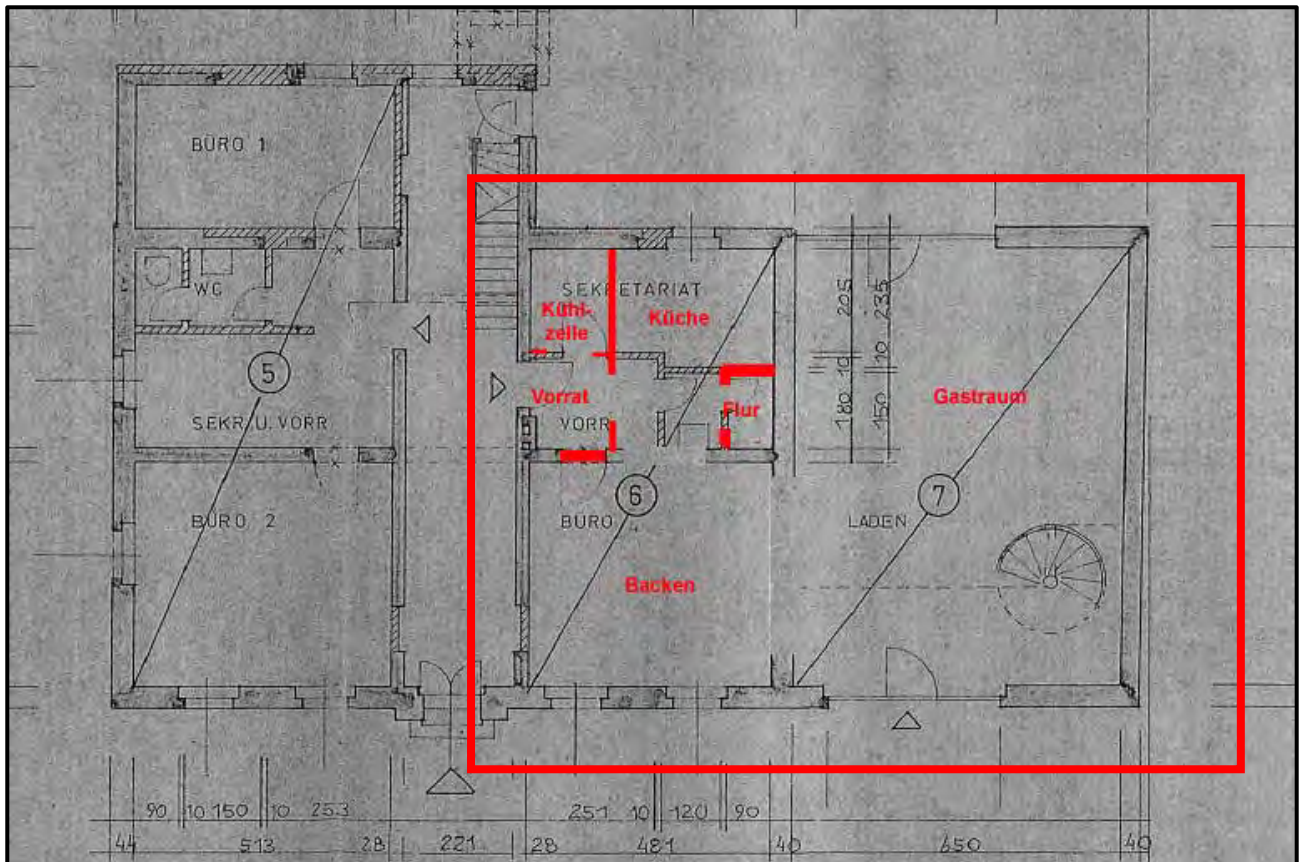 BÜRO 1
WC
5
SEKR. U. VORR
BÜRO 2
SEKRETARIAT
Kühl-
zelle
Küche
Vorrat
VORR
Flur
6
BÜRO
Backen
205
10
180
235
10
150
Gastraum
7
LADEN
90 10 150 10 253
251 10 120 90
44 513 28 221 28 481 40 650 40